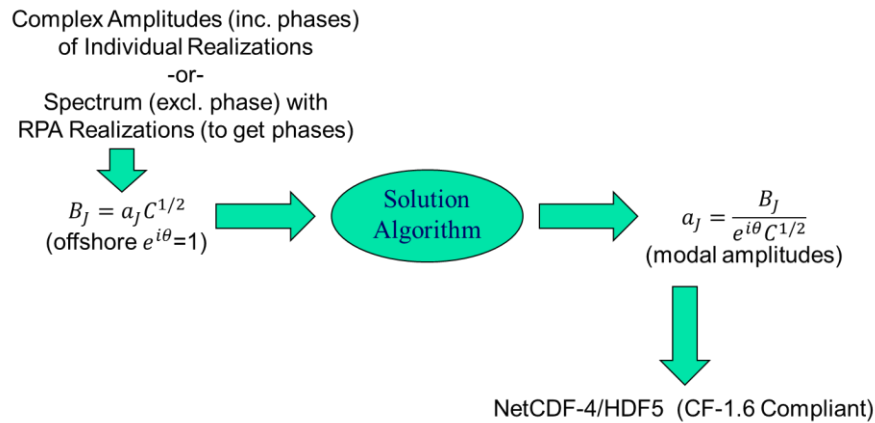 Complex Amplitudes (inc. phases)
of Individual Realizations
-or-
Spectrum (excl. phase) with
RPA Realizations (to get phases)
B_J = a_J C^{1/2}
(offshore e^{iθ}=1)
Solution
Algorithm
a_J = \frac{B_J}{e^{iθ} C^{1/2}}
(modal amplitudes)
NetCDF-4/HDF5 (CF-1.6 Compliant)